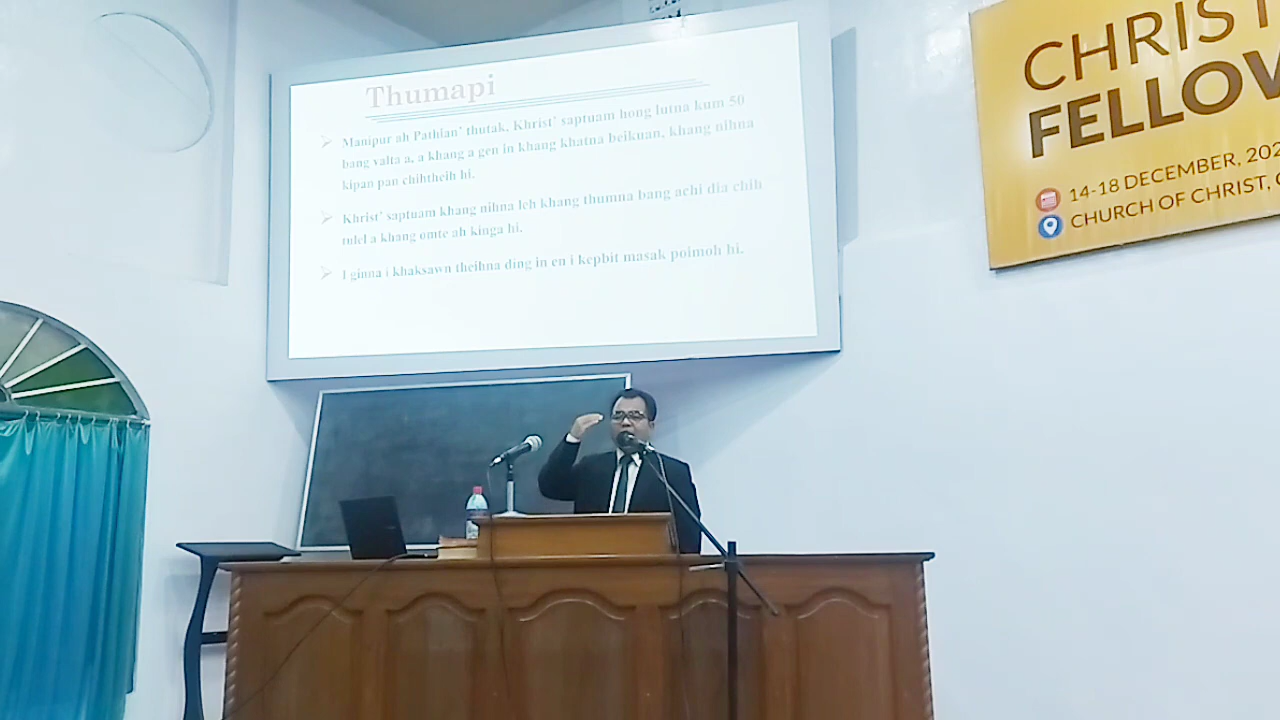 Thumapi
Manipur ah Pathian' thutak, Khrist' saptuam hong lutna kum 50
bang valta a, a khang a gen in khang khatna beikuan, khang nihna
kipan pan chihtheih hi.
Khrist' saptuam khang nihna leh khang thumna bang achi dia chih
tulel a khang omte ah kinga hi.
I ginna i khaksawn theihna ding in en i kepbit masak poimoh hi.
CHRIST
FELLOW
14-18 DECEMBER, 202
CHURCH OF CHRIST,